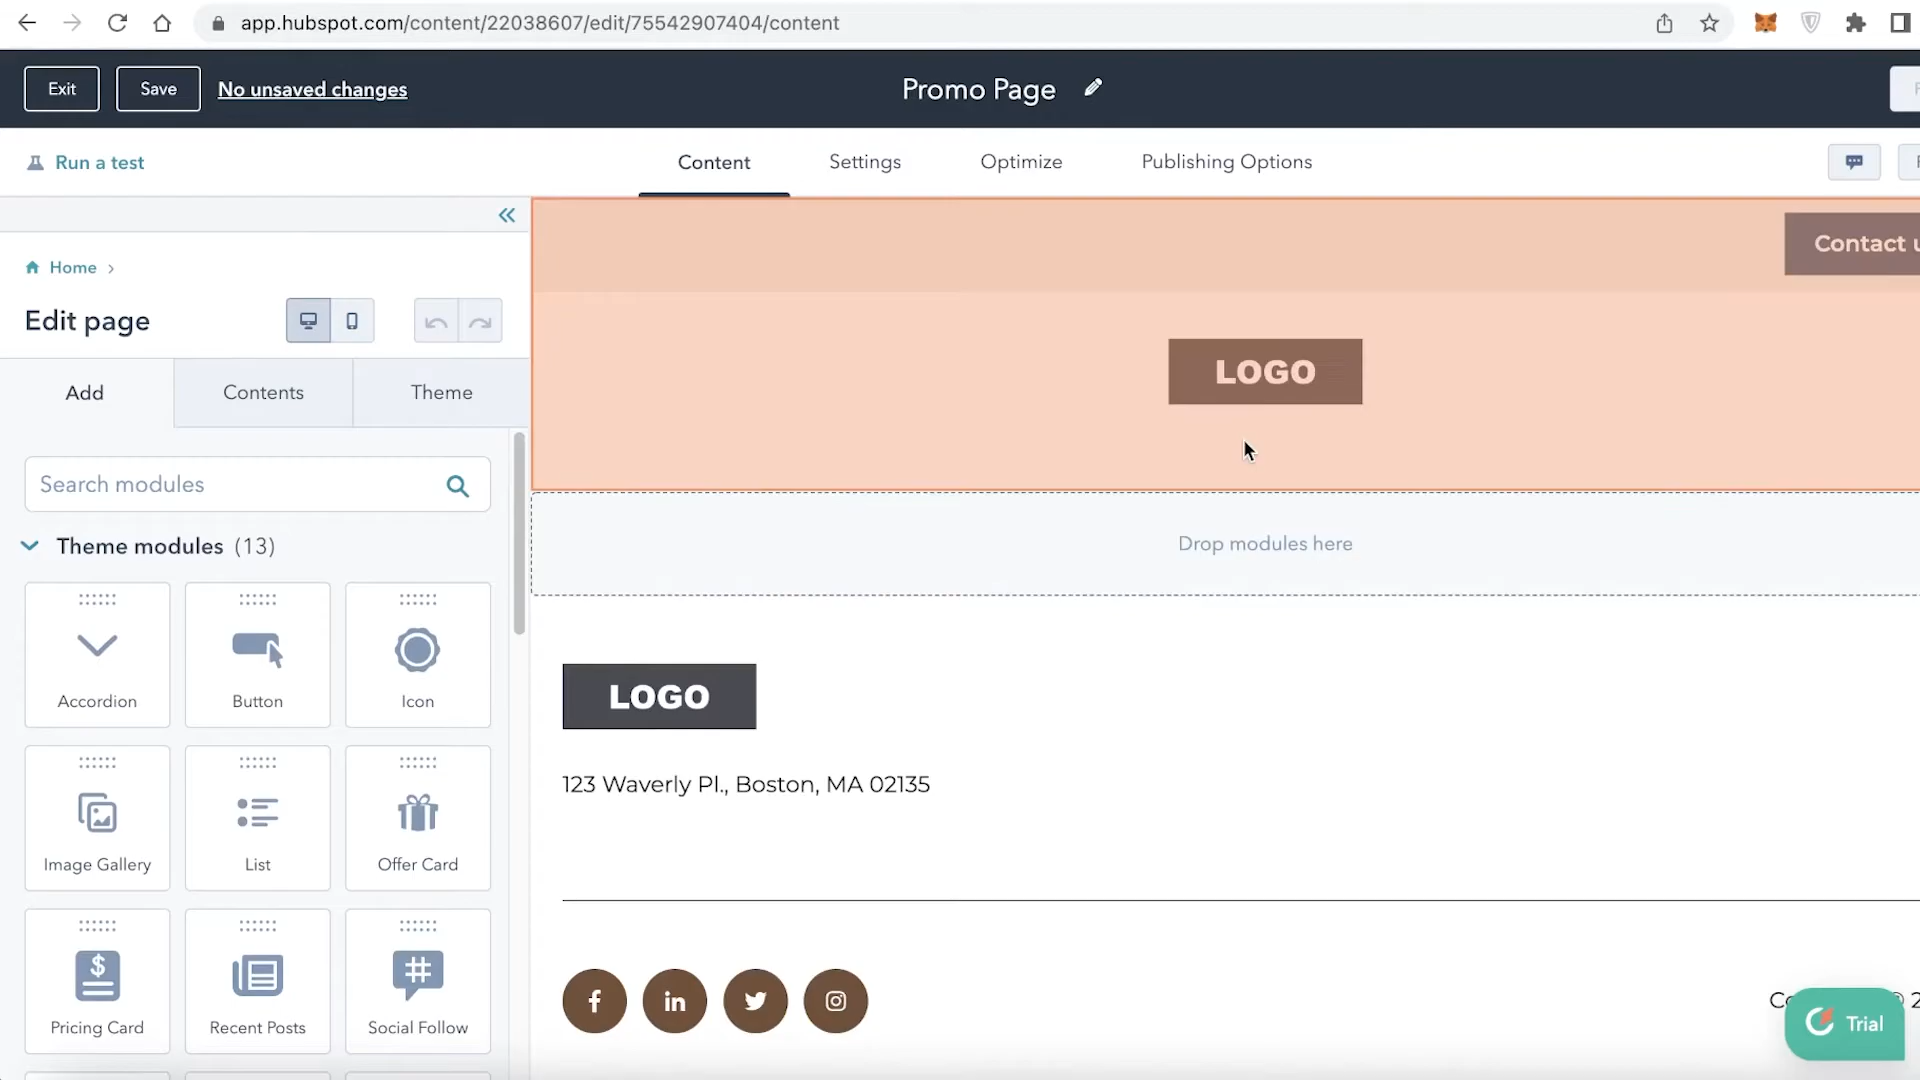 app.hubspot.com/content/22038607/edit/75542907404/content
Exit
Save
No unsaved changes
Promo Page
Run a test
Content
Settings
Optimize
Publishing Options
Home
Edit page
Add
Contents
Theme
Search modules
Theme modules (13)
Accordion
Button
Icon
Image Gallery
List
Offer Card
Pricing Card
Recent Posts
Social Follow
Contact
LOGO
Drop modules here
LOGO
123 Waverly Pl., Boston, MA 02135
Trial